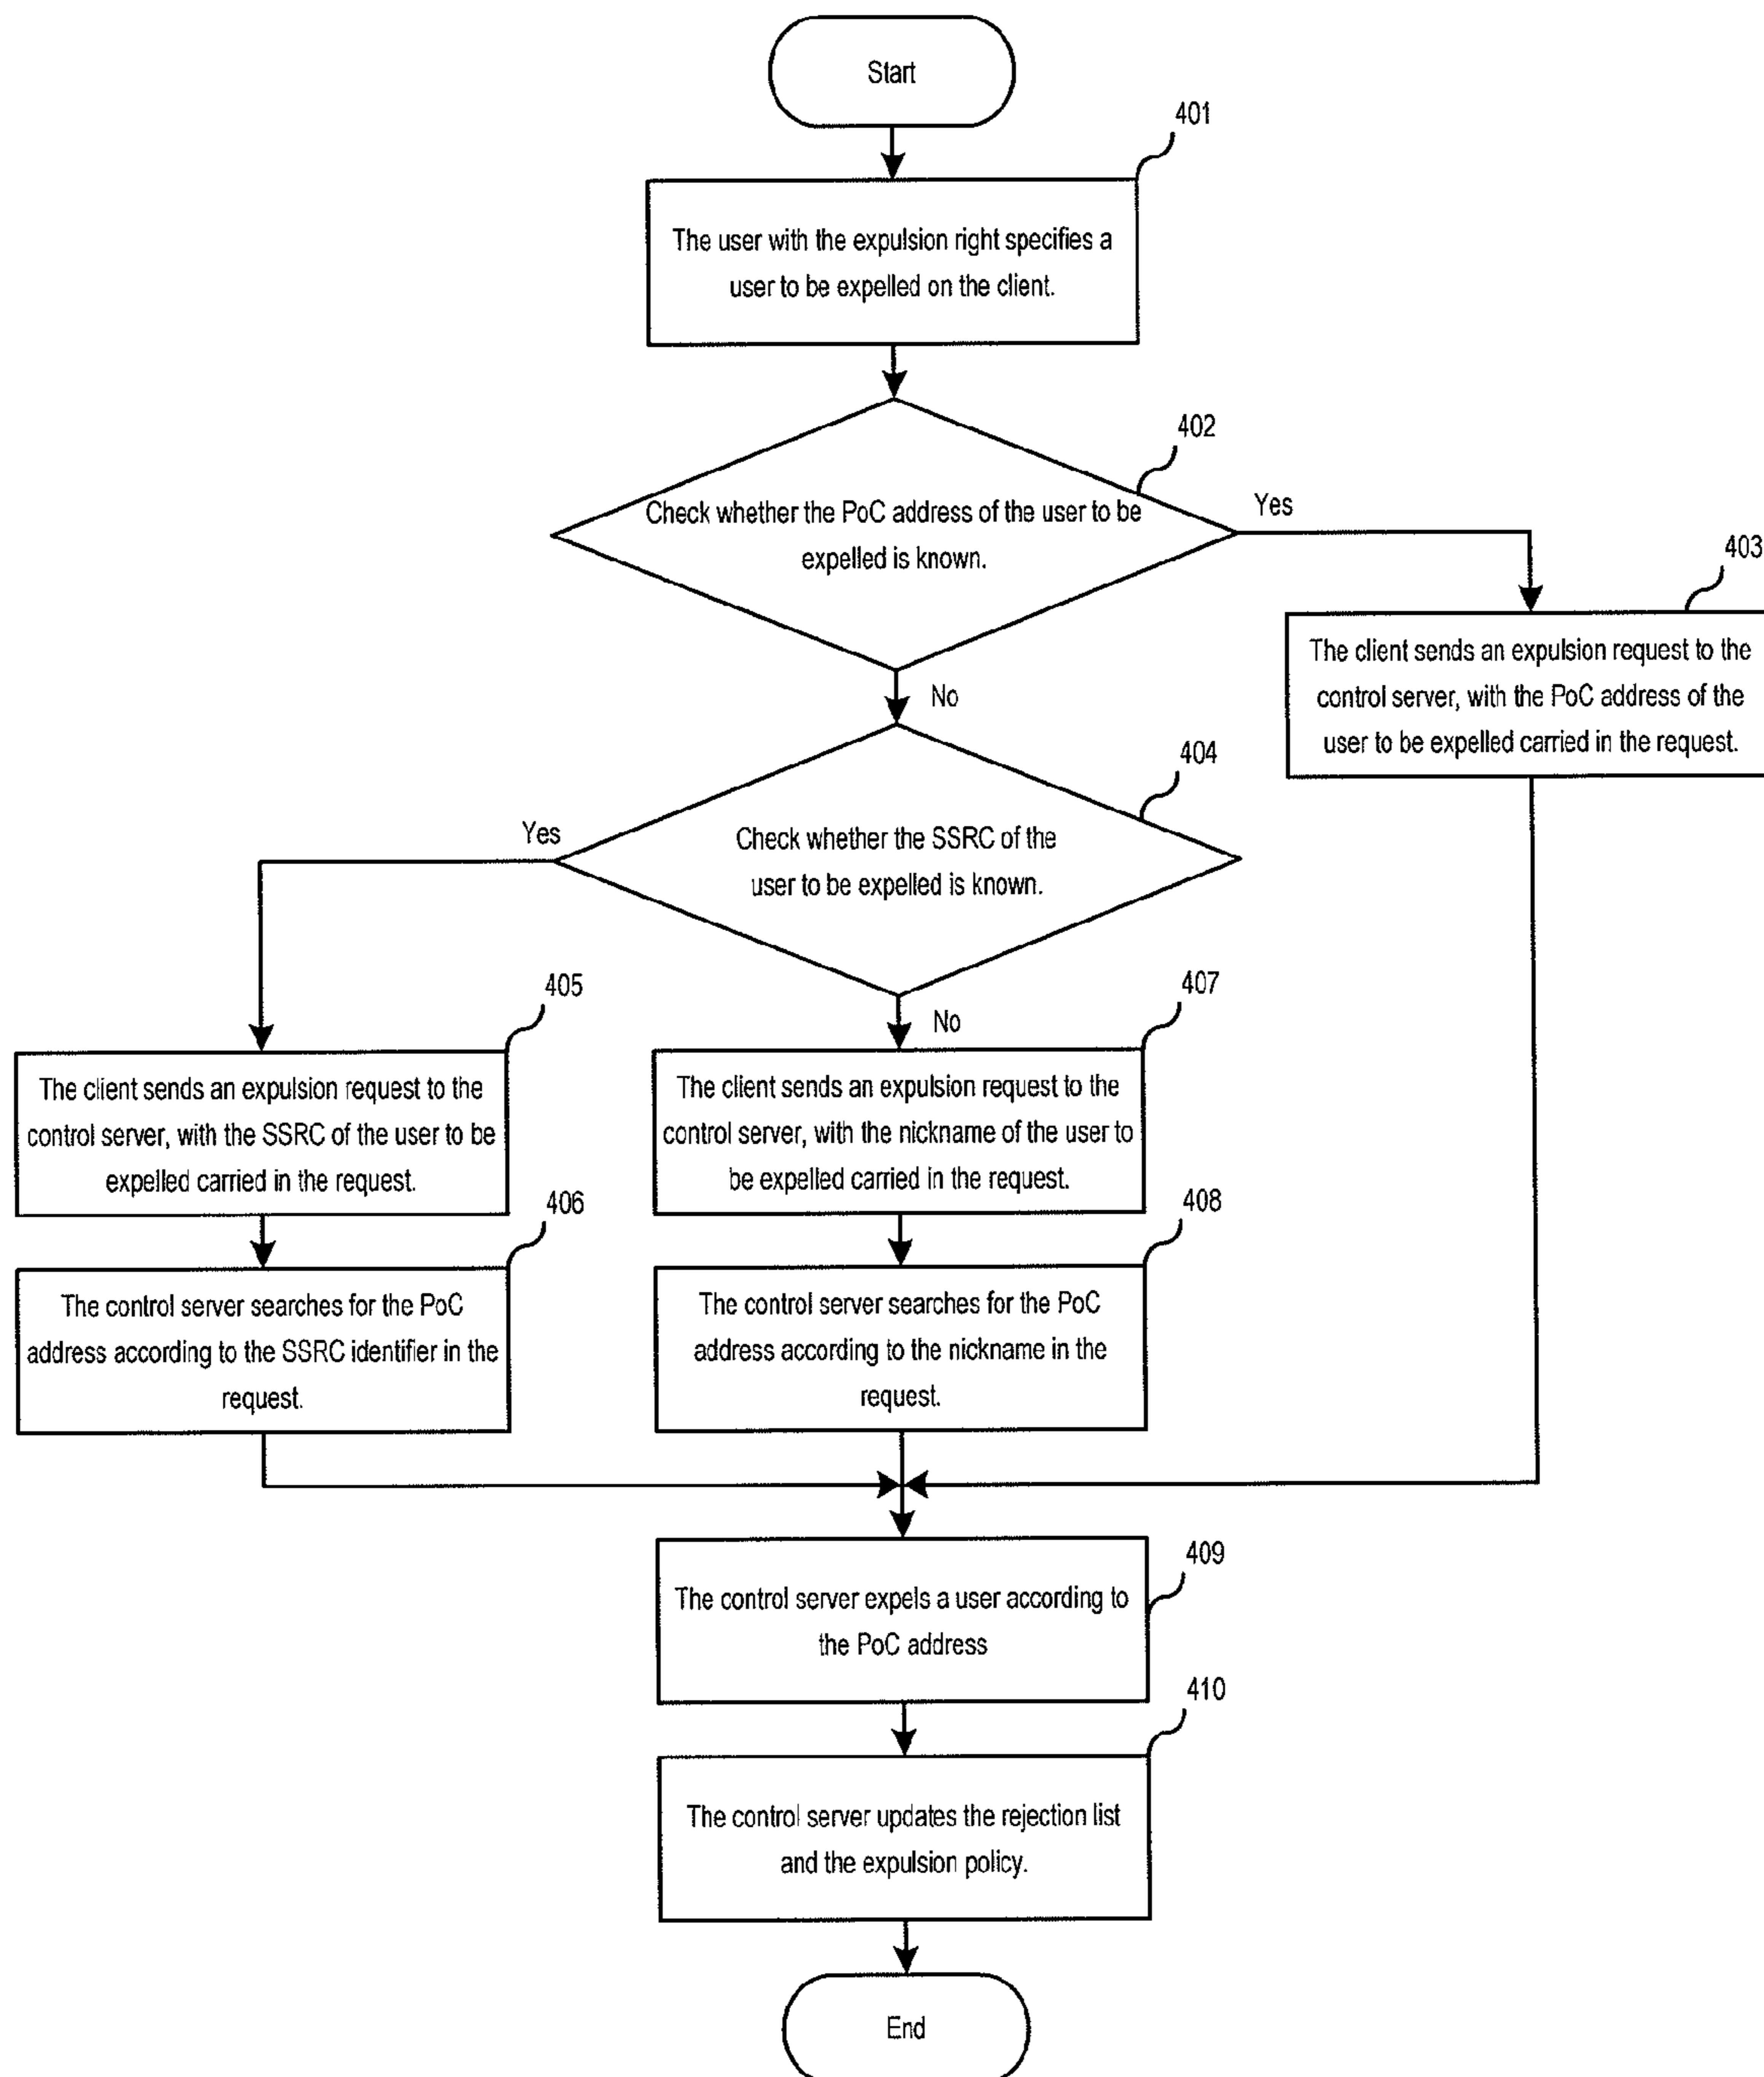 Start
401
The user with the expulsion right specifies a
user to be expelled on the client.
402
Check whether the PoC address of the user to be
expelled is known.
Yes
403
The client sends an expulsion request to the
control server, with the PoC address of the
user to be expelled carried in the request.
No
404
Check whether the SSRC of the
user to be expelled is known.
Yes
405
The client sends an expulsion request to the
control server, with the SSRC of the user to be
expelled carried in the request.
No
407
The client sends an expulsion request to the
control server, with the nickname of the user to
be expelled carried in the request.
406
The control server searches for the PoC
address according to the SSRC identifier in the
request.
408
The control server searches for the PoC
address according to the nickname in the
request.
409
The control server expels a user according to
the PoC address
410
The control server updates the rejection list
and the expulsion policy.
End